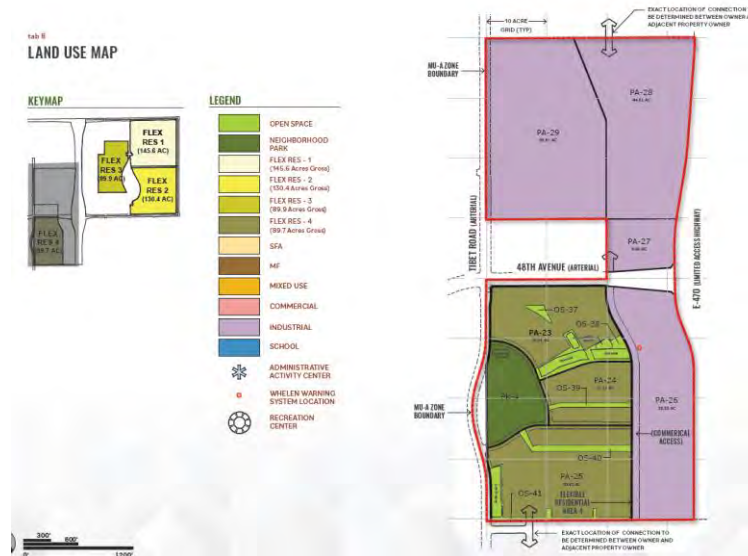 tab 8
LAND USE MAP
KEYMAP
FLEX
RES 1
(145.6 AC)
FLEX
RES 3
(89.9 AC)
FLEX
RES 2
(130.4 AC)
FLEX
RES 4
(89.7 AC)
LEGEND
OPEN SPACE
NEIGHBORHOOD
PARK
FLEX RES - 1
(145.6 Acres Gross)
FLEX RES - 2
(130.4 Acres Gross)
FLEX RES - 3
(89.9 Acres Gross)
FLEX RES - 4
(89.7 Acres Gross)
SFA
MF
MIXED USE
COMMERCIAL
INDUSTRIAL
SCHOOL
ADMINISTRATIVE
ACTIVITY CENTER
WHELEN WARNING
SYSTEM LOCATION
RECREATION
CENTER
300'
600'
0'
1200'
10 ACRE
GRID (TYP)
EXACT LOCATION OF CONNECTION
BE DETERMINED BETWEEN OWNER
ADJACENT PROPERTY OWNER
MU-A ZONE
BOUNDARY
PA-28
PA-29
PA-27
TIBET ROAD (ARTERIAL)
48TH AVENUE (ARTERIAL)
E-470 (LIMITED ACCESS HIGHWAY)
OS-37
OS-38
PA-23
PA-24
OS-39
PA-26
MU-A ZONE
BOUNDARY
(COMMERICAL
ACCESS)
OS-40
PA-25
OS-41
FLEXIBLE
RESIDENTIAL
AREA 4
EXACT LOCATION OF CONNECTION TO
BE DETERMINED BETWEEN OWNER AND
ADJACENT PROPERTY OWNER